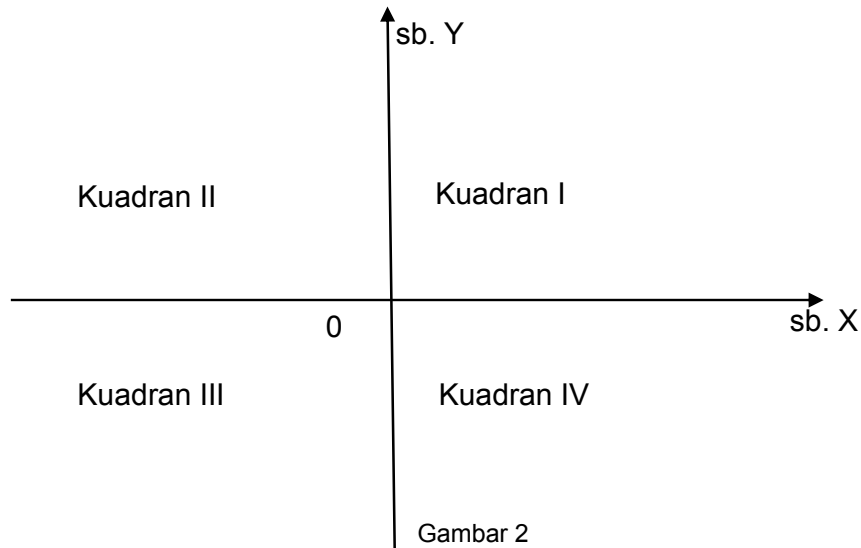 sb. Y
Kuadran II
Kuadran I
0
sb. X
Kuadran III
Kuadran IV
Gambar 2